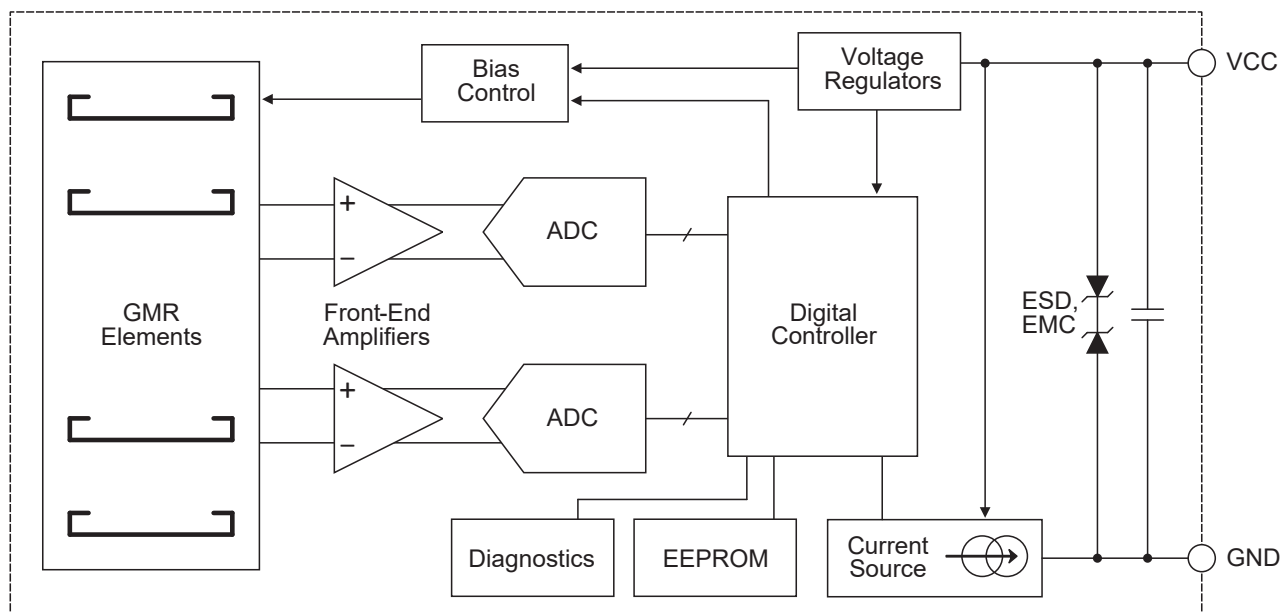 Bias
Control
Voltage
Regulators
VCC
+
−
ADC
GMR
Elements
Front-End
Amplifiers
Digital
Controller
ESD,
EMC
+
−
ADC
Diagnostics
EEPROM
Current
Source
GND